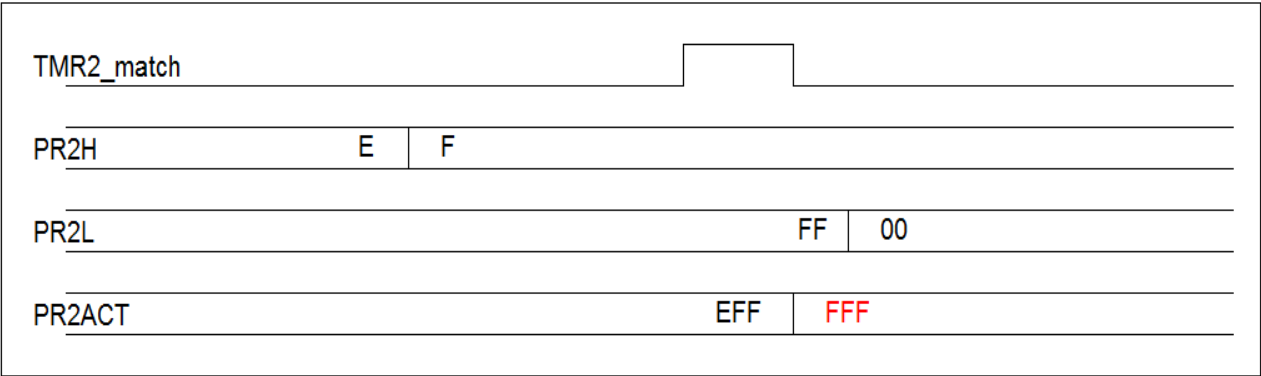 TMR2_match
PR2H E F
PR2L FF 00
PR2ACT EFF FFF